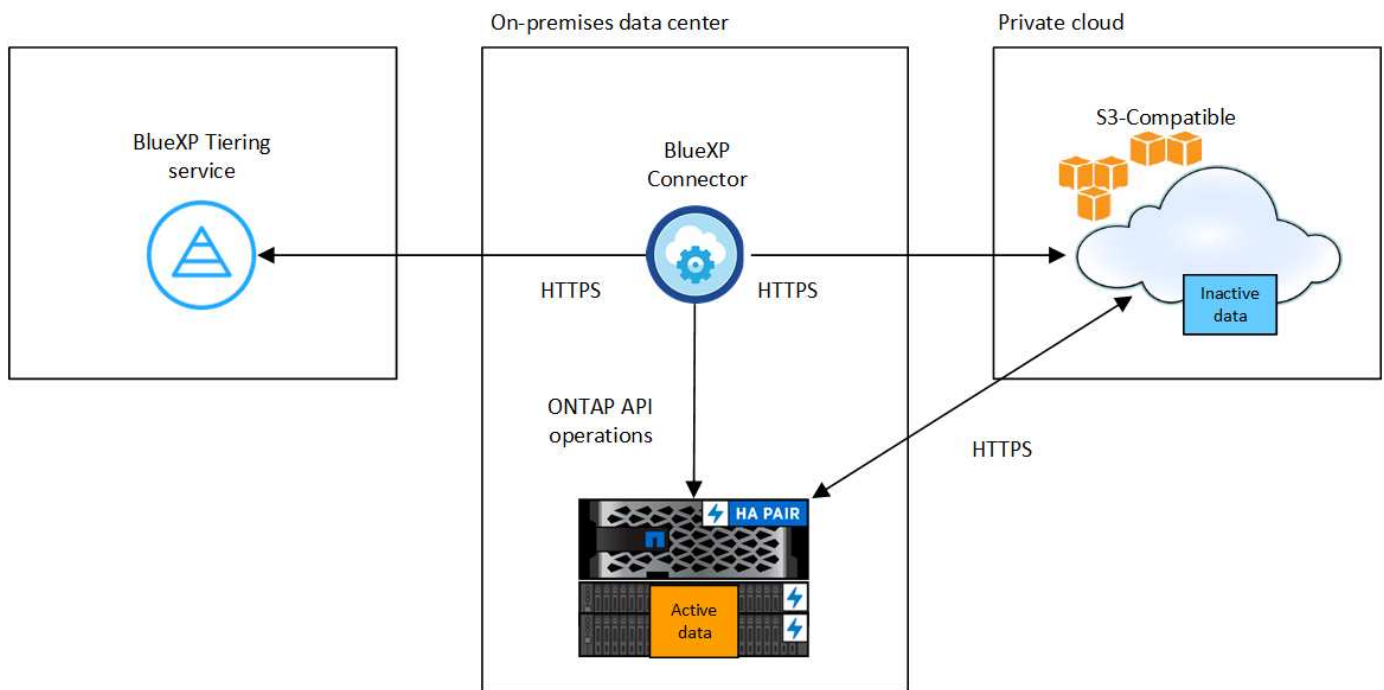 On-premises data center
Private cloud
BlueXP Tiering
service
BlueXP
Connector
S3-Compatible
HTTPS
HTTPS
Inactive
data
ONTAP API
operations
HTTPS
HA PAIR
Active
data